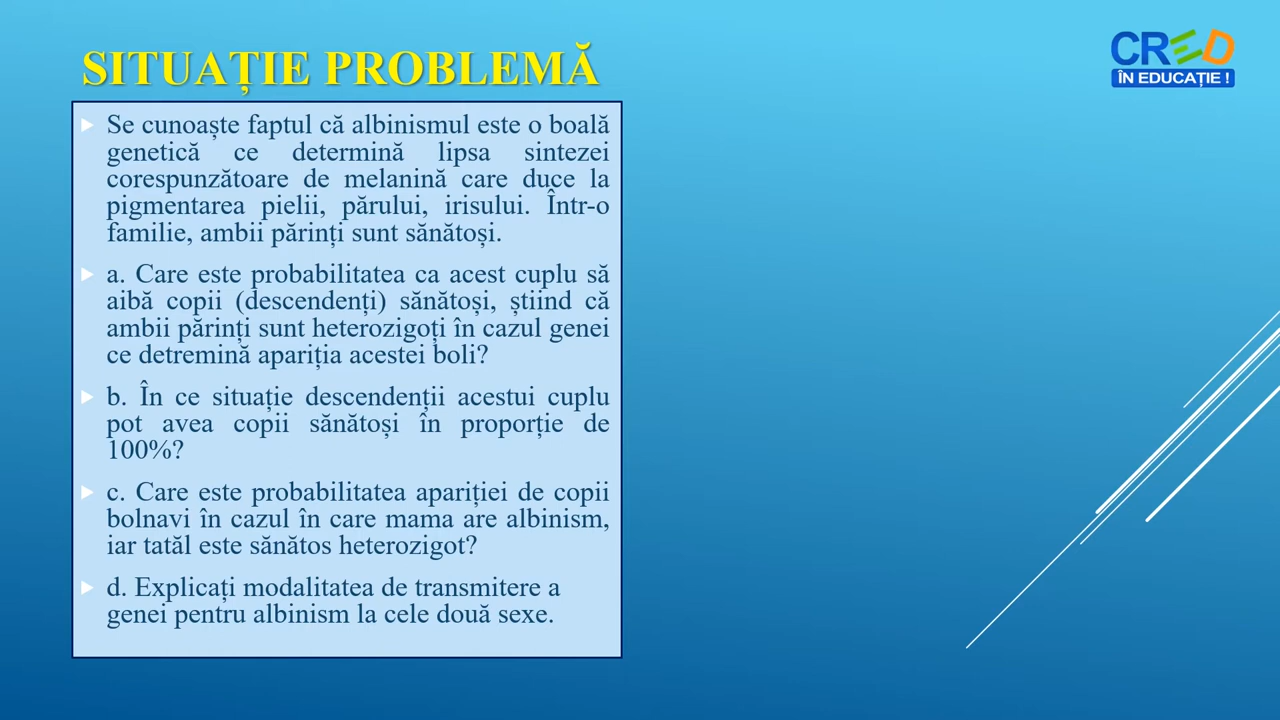 SITUAȚIE PROBLEMĂ
CRED
ÎN EDUCAȚIE !
Se cunoaște faptul că albinismul este o boală
genetică ce determină lipsa sintezei
corespunzătoare de melanină care duce la
pigmentarea pielii, părului, irisului. Într-o
familie, ambii părinți sunt sănătoși.
a. Care este probabilitatea ca acest cuplu să
aibă copii (descendenți) sănătoși, știind că
ambii părinți sunt heterozigoți în cazul genei
ce detremină apariția acestei boli?
b. În ce situație descendenții acestui cuplu
pot avea copii sănătoși în proporție de
100%?
c. Care este probabilitatea apariției de copii
bolnavi în cazul în care mama are albinism,
iar tatăl este sănătos heterozigot?
d. Explicați modalitatea de transmitere a
genei pentru albinism la cele două sexe.